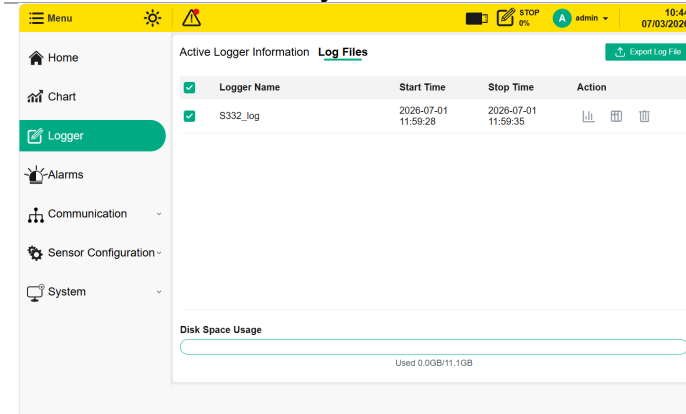 Menu
STOP
0%
A admin
10:44
07/03/2026
Home
Chart
Logger
Alarms
Communication
Sensor Configuration
System
Active Logger Information Log Files
Export Log File
Logger Name Start Time Stop Time Action
S332_log 2026-07-01 11:59:28 2026-07-01 11:59:35
Disk Space Usage
Used 0.0GB/11.1GB